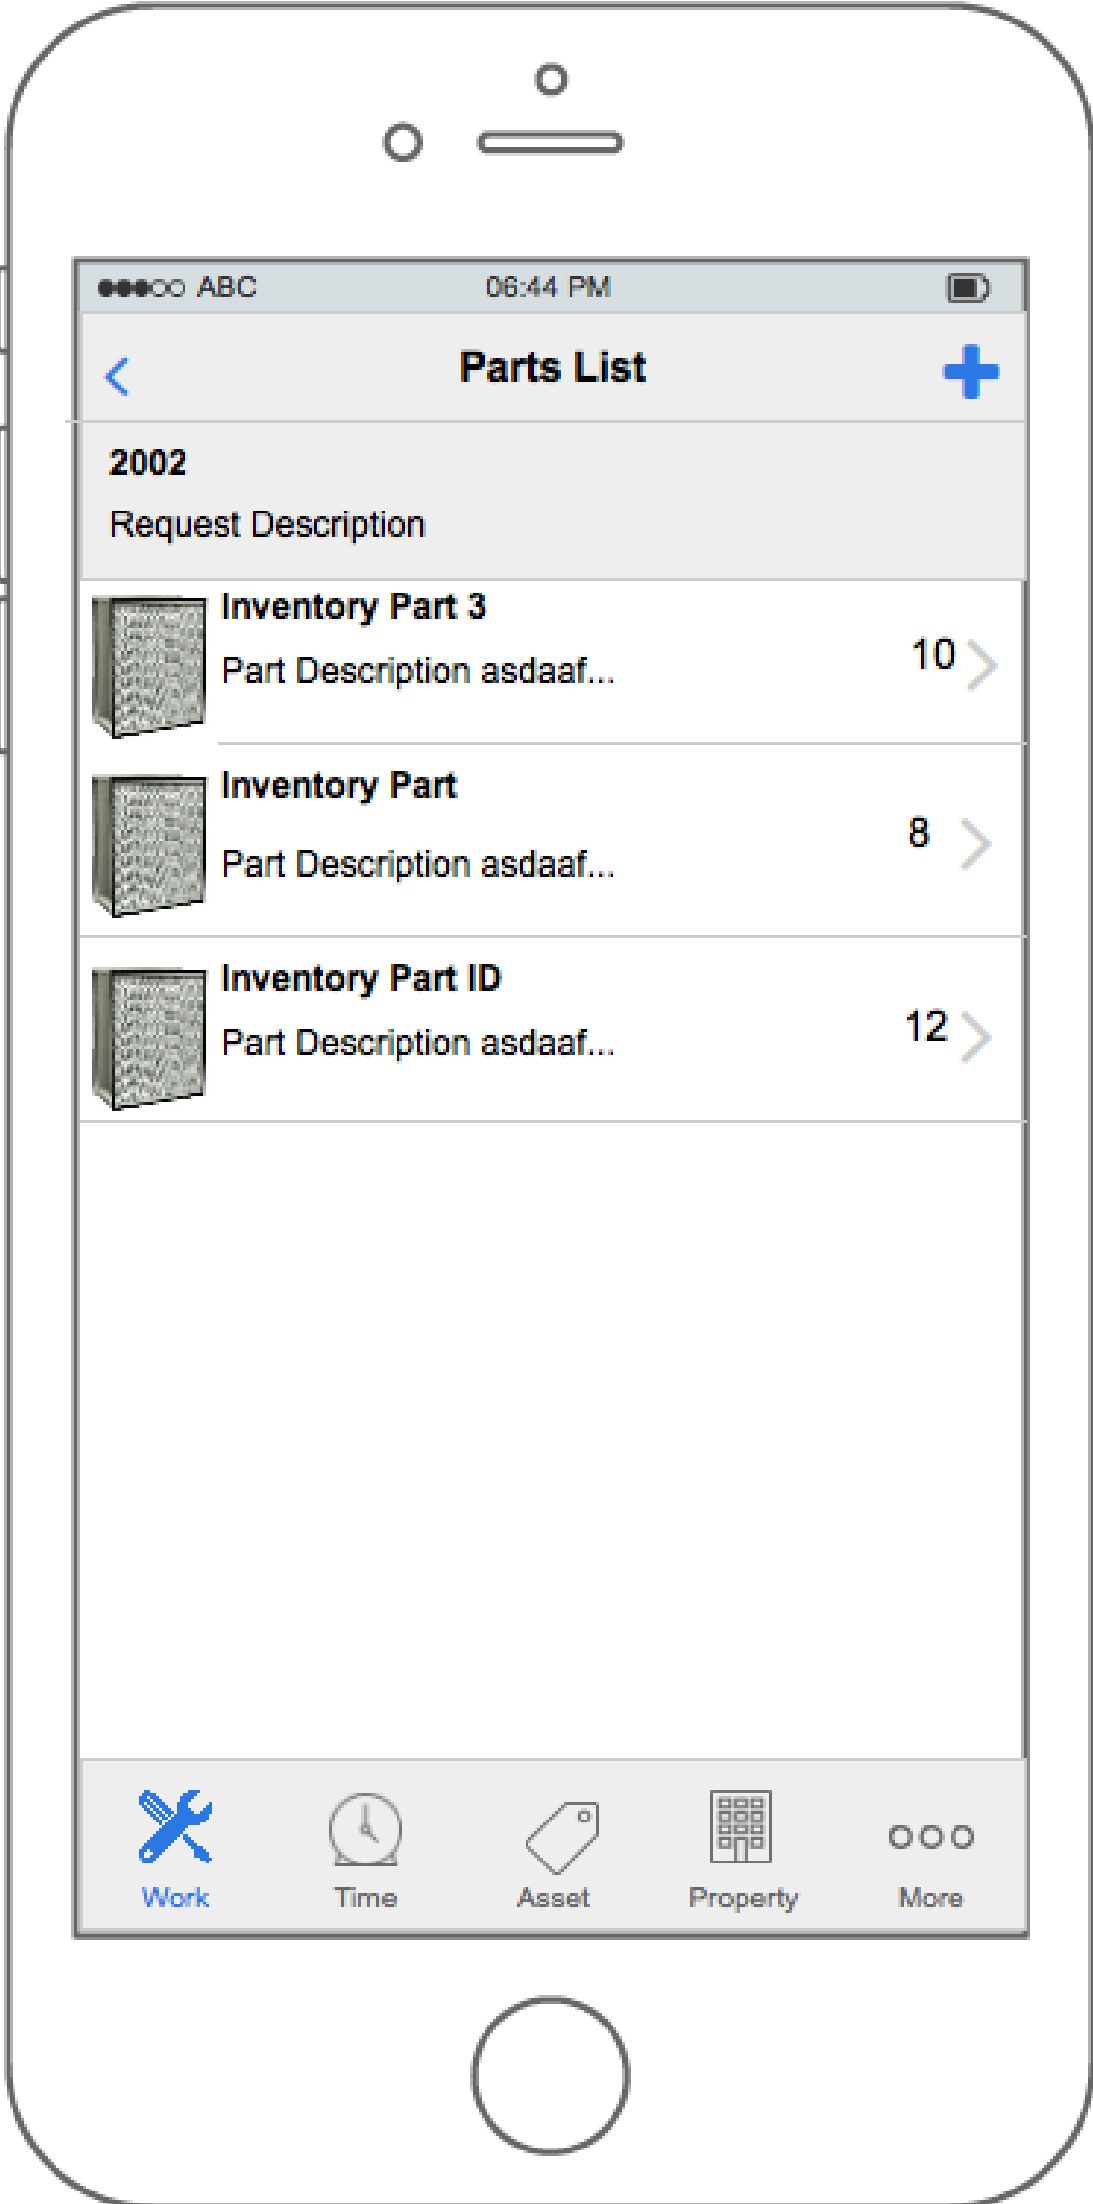 ABC 06:44 PM
Parts List
2002
Request Description
Inventory Part 3
Part Description asdaaf...
10
Inventory Part
Part Description asdaaf...
8
Inventory Part ID
Part Description asdaaf...
12
Work Time Asset Property More